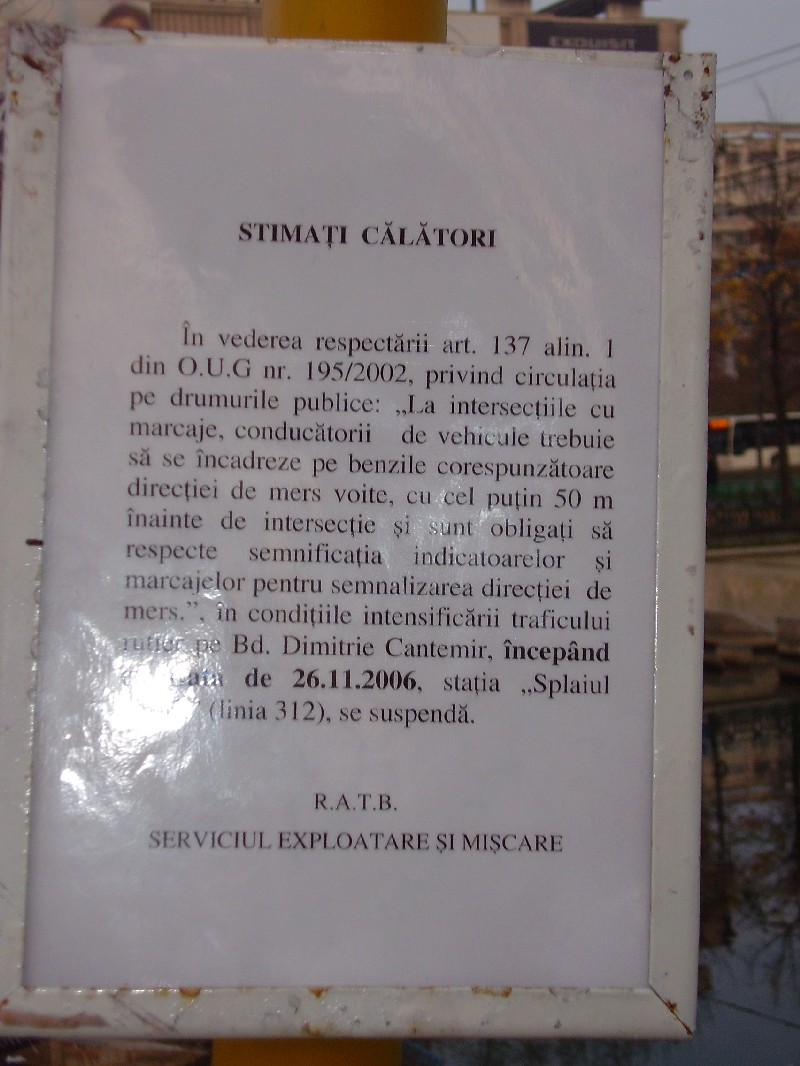 EXQUISIT
STIMAȚI CĂLĂTORI
În vederea respectării art. 137 alin. 1
din O.U.G nr. 195/2002, privind circulația
pe drumurile publice: „La intersecțiile cu
marcaje, conducătorii de vehicule trebuie
să se încadreze pe benzile corespunzătoare
direcției de mers voite, cu cel puțin 50 m
înainte de intersecție și sunt obligați să
respecte semnificația indicatoarelor și
marcajelor pentru semnalizarea direcției de
mers.”, în condițiile intensificării traficului
rutier pe Bd. Dimitrie Cantemir, începând
de 26.11.2006, stația „Splaiul
(linia 312), se suspendă.
R.A.T.B.
SERVICIUL EXPLOATARE ȘI MIȘCARE